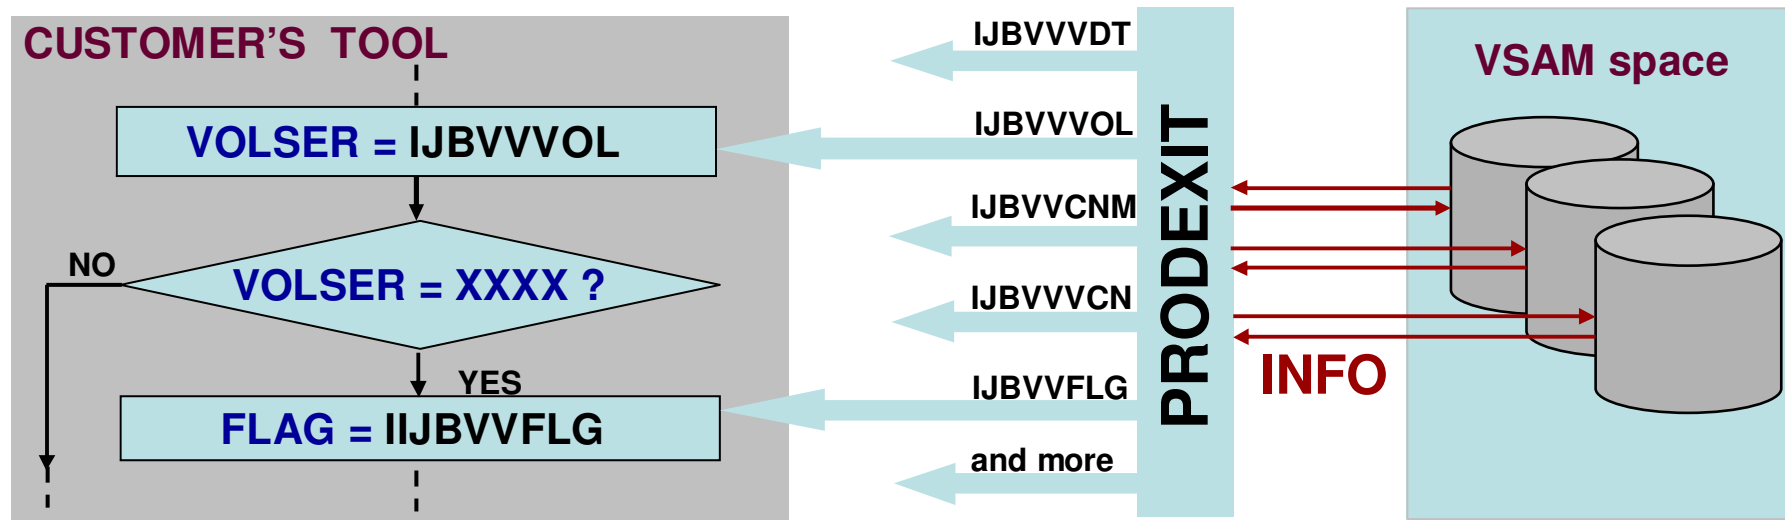 CUSTOMER'S TOOL
VOLSER = IJBVVVOL
VOLSER = XXXX ?
NO
YES
FLAG = IIJBVVFLG
IJBVVVDT
IJBVVVOL
IJBVVCNM
IJBVVVCN
IJBVVFLG
and more
PRODEXIT
INFO
VSAM space